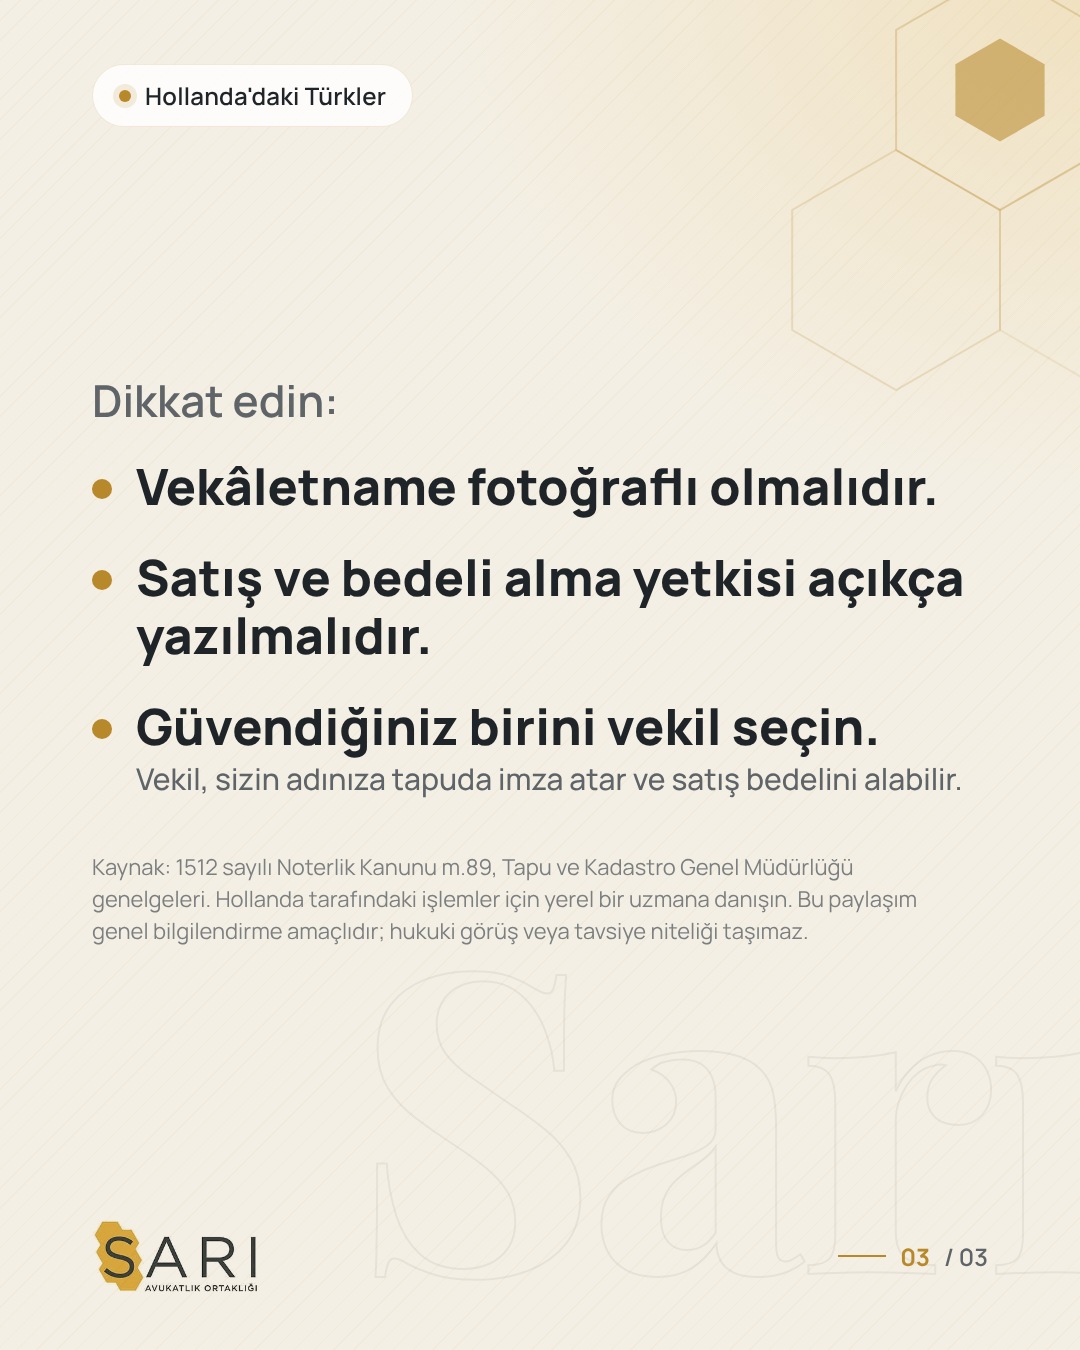 Hollanda'daki Türkler
Dikkat edin:
Vekâletname fotoğraflı olmalıdır.
Satış ve bedeli alma yetkisi açıkça
yazılmalıdır.
Güvendiğiniz birini vekil seçin.
Vekil, sizin adınıza tapuda imza atar ve satış bedelini alabilir.
Kaynak: 1512 sayılı Noterlik Kanunu m.89, Tapu ve Kadastro Genel Müdürlüğü
genelgeleri. Hollanda tarafındaki işlemler için yerel bir uzmana danışın. Bu paylaşım
genel bilgilendirme amaçlıdır; hukuki görüş veya tavsiye niteliği taşımaz.
Sarı
SARI
AVUKATLIK ORTAKLIĞI
03 / 03